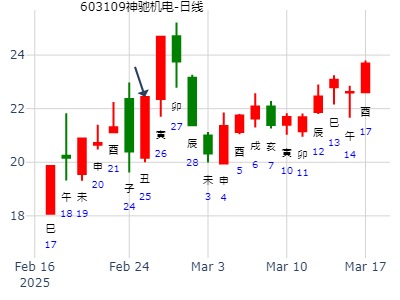 603109神驰机电-日线
24
22
20
18
巳
17
午
18
未
19
申
20
酉
21
子
24
丑
25
寅
26
卯
27
辰
28
未
3
申
4
酉
5
戌
6
亥
7
寅
10
卯
11
辰
12
巳
13
午
14
酉
17
Feb 16
2025
Feb 24
Mar 3
Mar 10
Mar 17